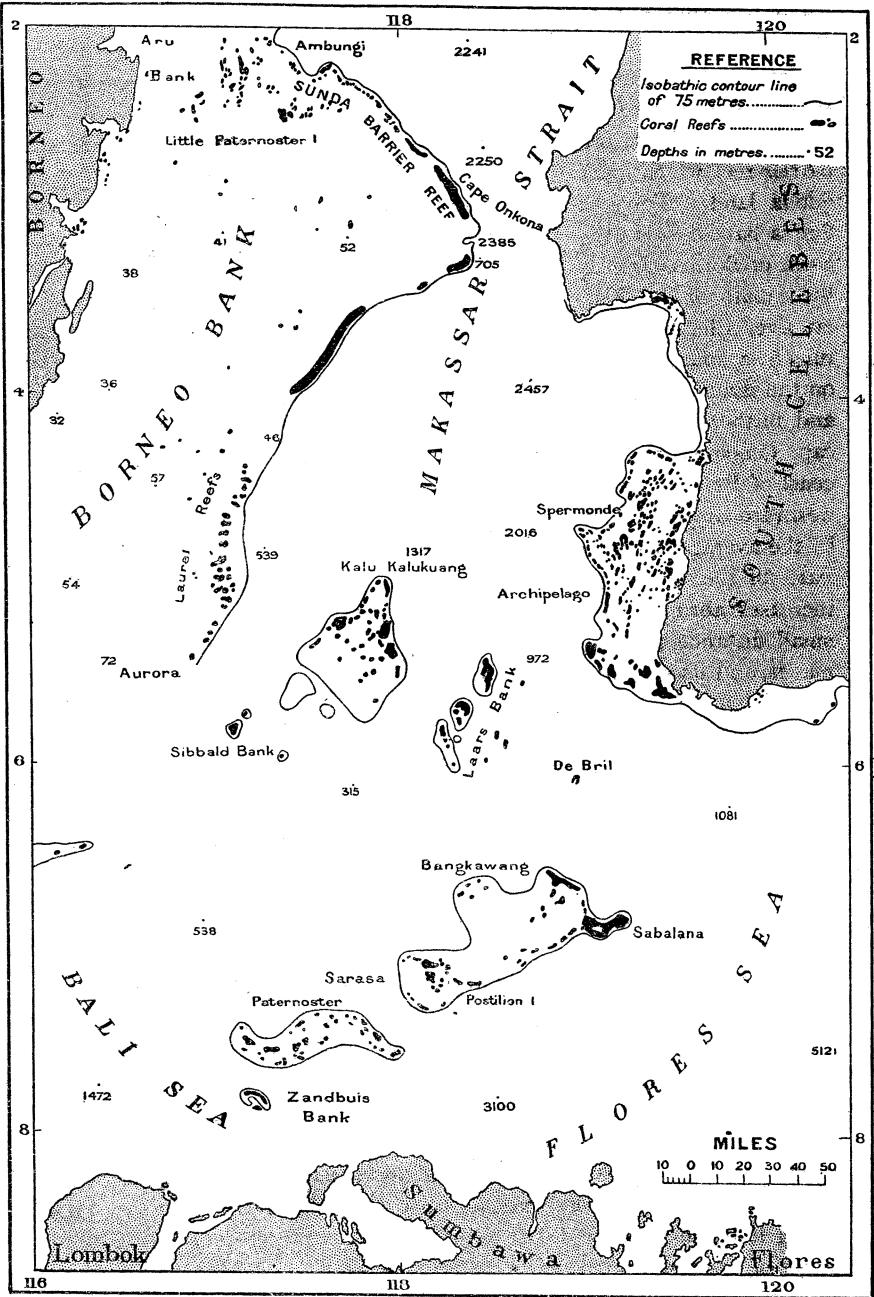 118
120
2
2
Aru
Bank
Ambungi
2241
REFERENCE
Isobathic contour line
of 75 metres
Coral Reefs
Depths in metres 52
BORNEO
SUNDA
BARRIER
REEF
Little Paternoster I
2250
Cape Onkona
STRAIT
MAKASSAR
41
52
2385
705
38
BORNEO BANK
SOUTH CELEBES
4
4
36
32
2457
46
57
Laurel Reefs
Spermonde
2016
539
1317
Kalu Kalukuang
54
Archipelago
72
Aurora
972
Laars Bank
Sibbald Bank
6
6
De Bril
315
1081
Bangkawang
538
Sabalana
Sarasa
Postilion I
Paternoster
BALI SEA
FLORES SEA
5121
1472
Zandbuis
Bank
3100
8
8
MILES
10 0 10 20 30 40 50
Sumbawa
Lombok
Flores
116
118
120